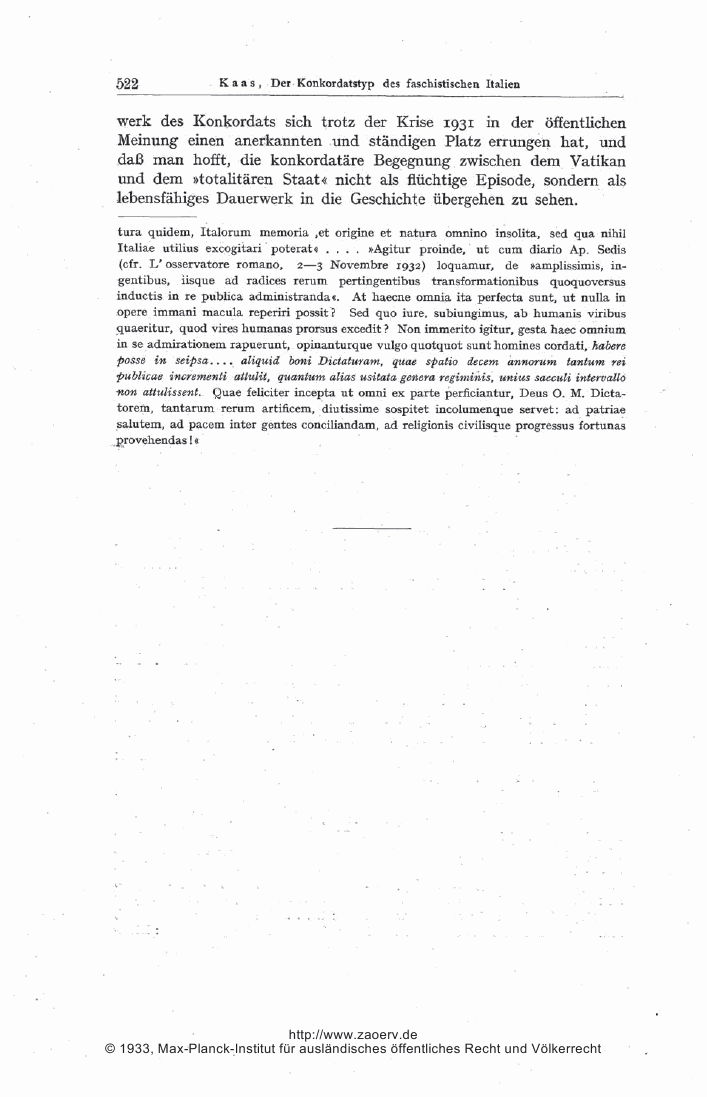 522 Kaas, Der Konkordatstyp des faschistischen Italien
werk des Konkordats sich trotz der Krise 1931 in der öffentlichen
Meinung einen anerkannten und ständigen Platz errungen hat, und
daß man hofft, die konkordatäre Begegnung zwischen dem Vatikan
und dem »totalitären Staat« nicht als flüchtige Episode, sondern als
lebensfähiges Dauerwerk in die Geschichte übergehen zu sehen.
tura quidem, Italorum memoria ‚et origine et natura omnino insolita, sed qua nihil
Italiae utilius excogitari poterat« . . . . »Agitur proinde, ut cum diario Ap. Sedis
(cfr. L' osservatore romano, 2—3 Novembre 1932) loquamur, de »amplissimis, in-
gentibus, iisque ad radices rerum pertingentibus transformationibus quoquoversus
inductis in re publica administranda«. At haecne omnia ita perfecta sunt, ut nulla in
opere immani macula reperiri possit? Sed quo iure, subiungimus, ab humanis viribus
quaeritur, quod vires humanas prorsus excedit? Non immerito igitur, gesta haec omnium
in se admirationem rapuerunt, opinanturque vulgo quotquot sunt homines cordati, habere
posse in seipsa.... aliquid boni Dictaturam, quae spatio decem annorum tantum rei
publicae incrementi attulit, quantum alias usitata genera regiminis, unius saeculi intervallo
non attulissent. Quae feliciter incepta ut omni ex parte perficiantur, Deus O. M. Dicta-
torem, tantarum rerum artificem, diutissime sospitet incolumenque servet: ad patriae
salutem, ad pacem inter gentes conciliandam, ad religionis civilisque progressus fortunas
provehendas!«
http://www.zaoerv.de
© 1933, Max-Planck-Institut für ausländisches öffentliches Recht und Völkerrecht